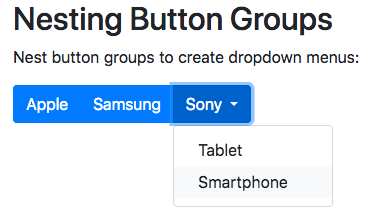 Nesting Button Groups
Nest button groups to create dropdown menus:
Apple Samsung Sony
Tablet
Smartphone